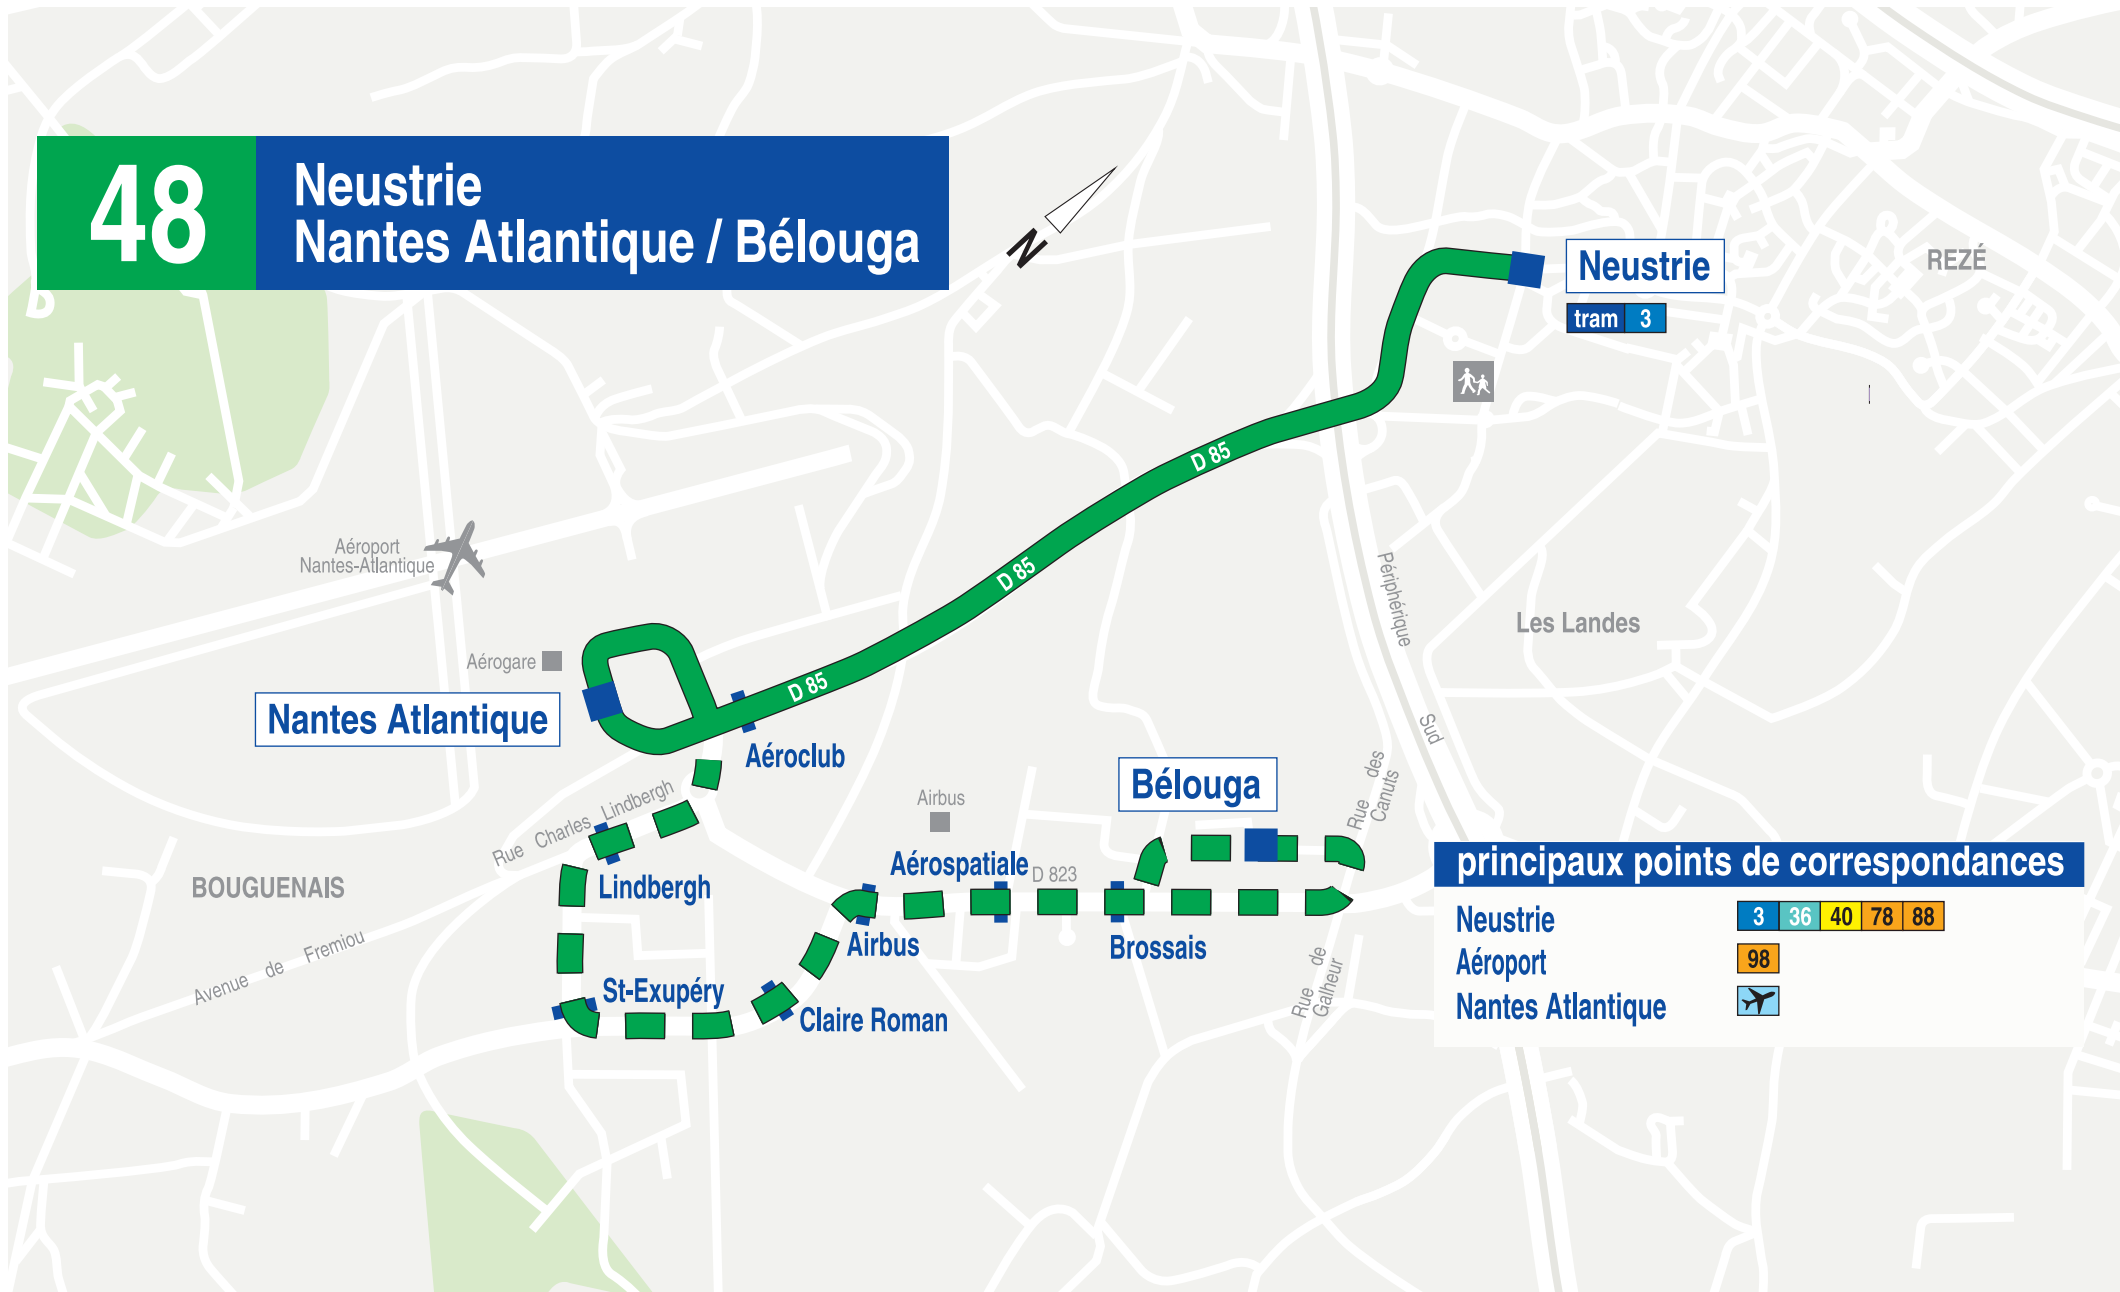 48
Neustrie
Nantes Atlantique / Bélouga
N
Neustrie
tram 3
REZÉ
D 85
D 85
D 85
Aéroport
Nantes-Atlantique
Périphérique
Sud
Les Landes
Aérogare
Nantes Atlantique
Aéroclub
Bélouga
Rue des
Canuts
Rue Charles Lindbergh
Airbus
Aérospatiale
D 823
BOUGUENAIS
Lindbergh
Airbus
Brossais
Avenue de Fremiou
St-Exupéry
Claire Roman
Rue de
Galheur
principaux points de correspondances
Neustrie 3 36 40 78 88
Aéroport 98
Nantes Atlantique